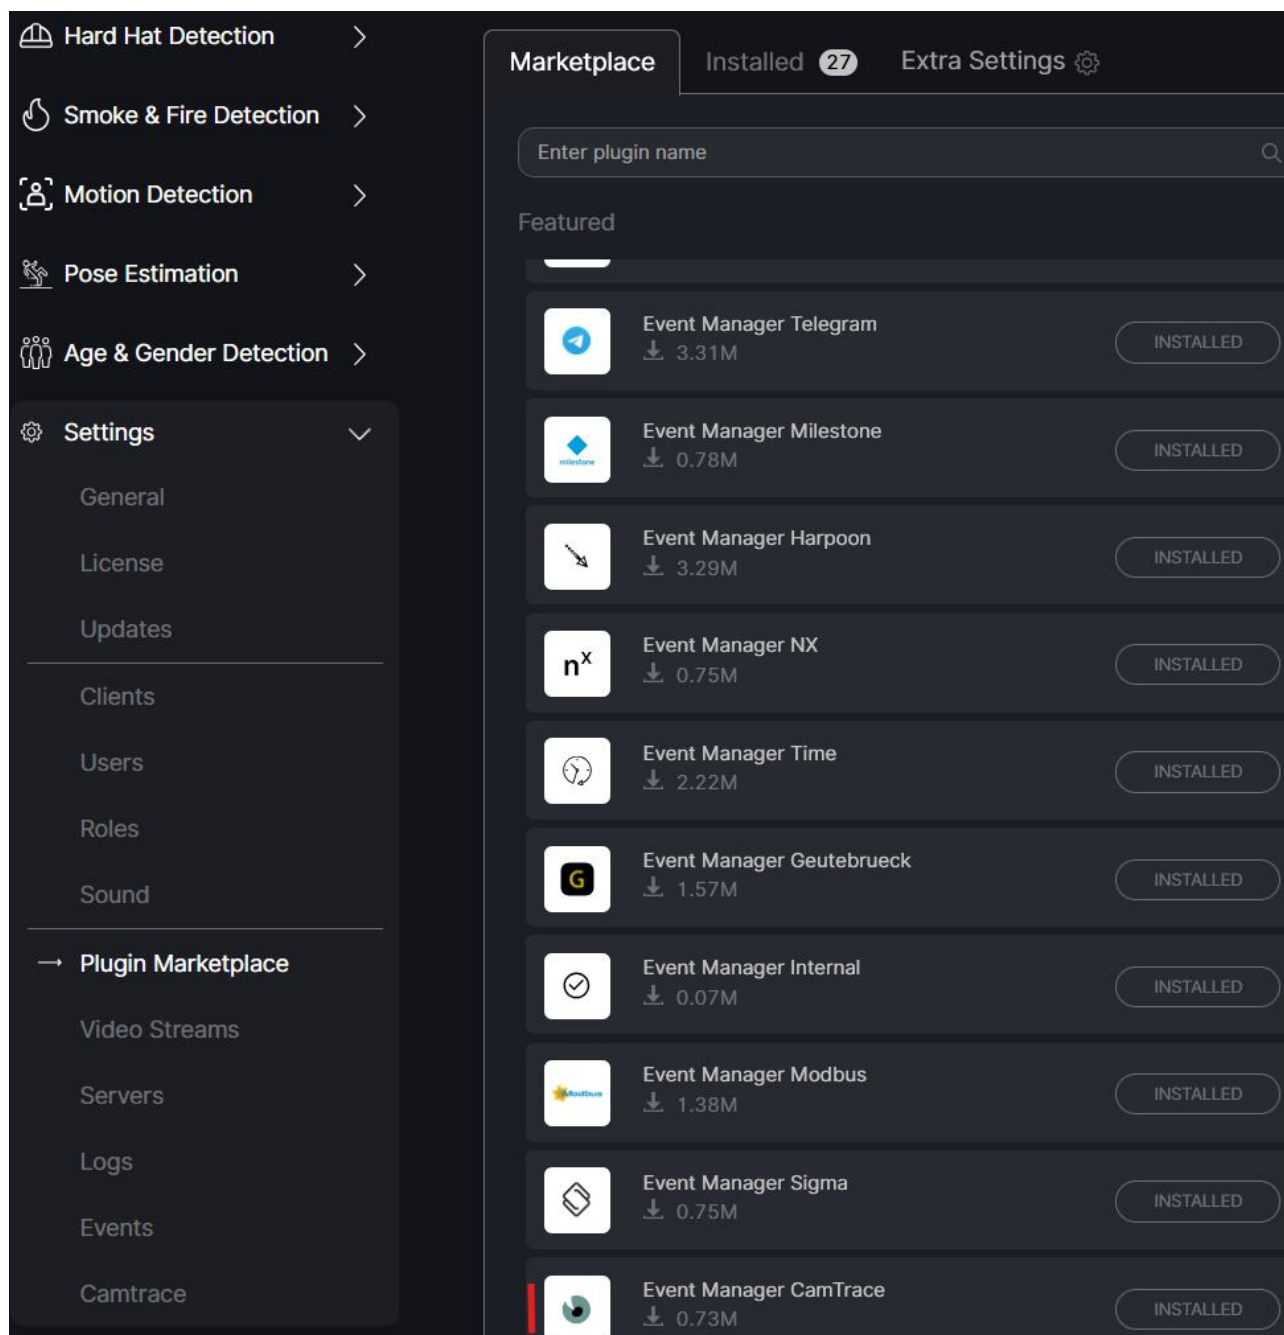 Hard Hat Detection
Smoke & Fire Detection
Motion Detection
Pose Estimation
Age & Gender Detection
Settings
General
License
Updates
Clients
Users
Roles
Sound
Plugin Marketplace
Video Streams
Servers
Logs
Events
Camtrace
Marketplace Installed 27 Extra Settings
Enter plugin name
Featured
Event Manager Telegram
3.31M
INSTALLED
milestone
Event Manager Milestone
0.78M
INSTALLED
Event Manager Harpoon
3.29M
INSTALLED
nx
Event Manager NX
0.75M
INSTALLED
Event Manager Time
2.22M
INSTALLED
G
Event Manager Geutebrueck
1.57M
INSTALLED
Event Manager Internal
0.07M
INSTALLED
Modbus
Event Manager Modbus
1.38M
INSTALLED
Event Manager Sigma
0.75M
INSTALLED
Event Manager CamTrace
0.73M
INSTALLED